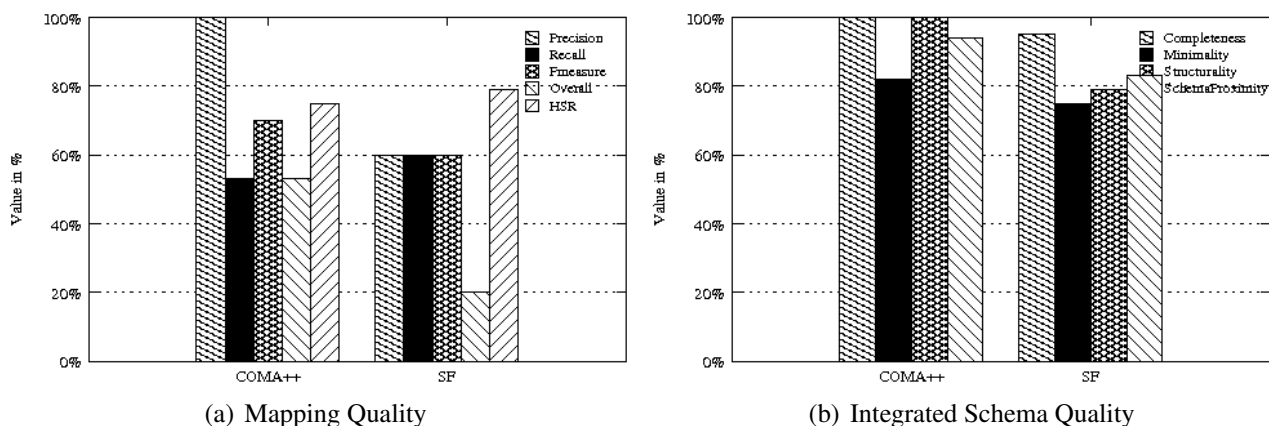 100%
80%
60%
40%
20%
0%
Value in %
Precision
Recall
Fmeasure
Overall
HSR
COMA++
SF
(a) Mapping Quality
100%
80%
60%
40%
20%
0%
Value in %
Completeness
Minimality
Structurality
SchemaProximity
COMA++
SF
(b) Integrated Schema Quality